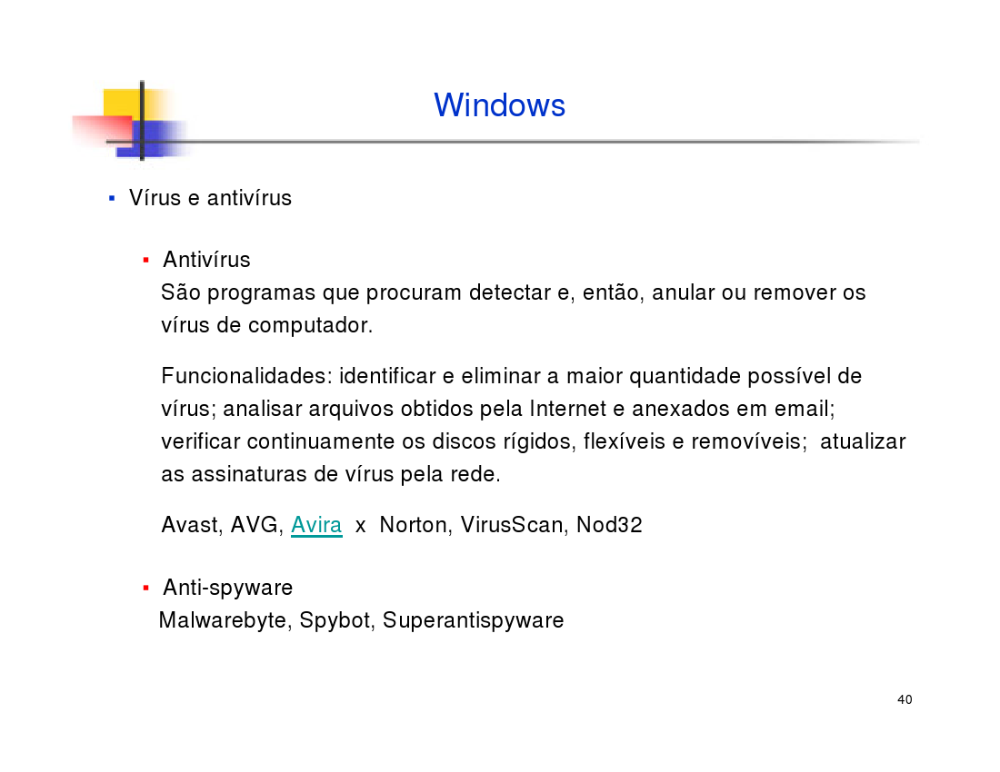 Windows
▪ Vírus e antivírus
▪ Antivírus
São programas que procuram detectar e, então, anular ou remover os
vírus de computador.
Funcionalidades: identificar e eliminar a maior quantidade possível de
vírus; analisar arquivos obtidos pela Internet e anexados em email;
verificar continuamente os discos rígidos, flexíveis e removíveis;  atualizar
as assinaturas de vírus pela rede.
Avast, AVG, Avira  x  Norton, VirusScan, Nod32
▪ Anti-spyware
Malwarebyte, Spybot, Superantispyware
40